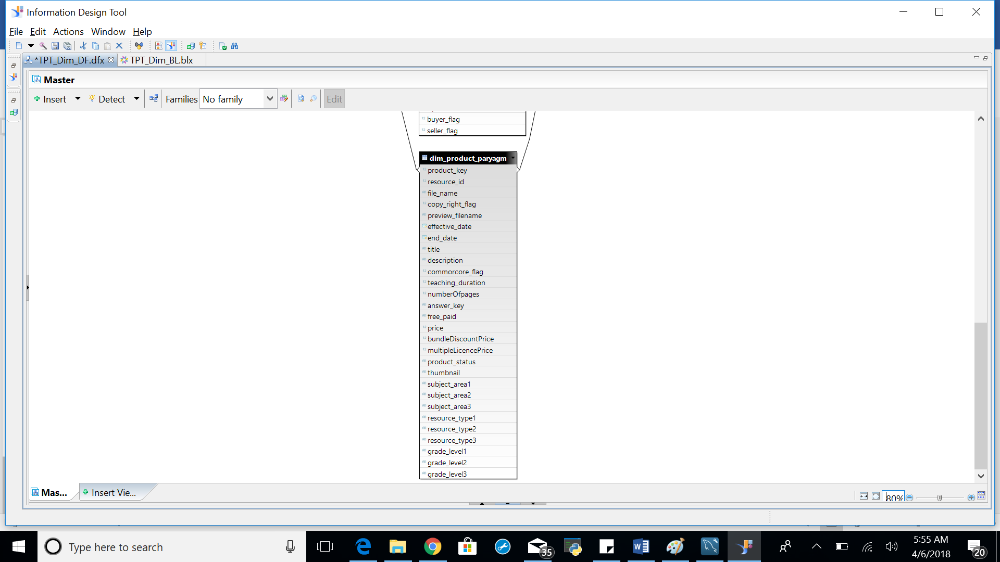 Information Design Tool
File Edit Actions Window Help
*TPT_Dim_DF.dfx TPT_Dim_BL.blx
Master
Insert Detect Families No family Edit
buyer_flag
seller_flag
dim_product_paryagm
product_key
resource_id
file_name
copy_right_flag
preview_filename
effective_date
end_date
title
description
commorcore_flag
teaching_duration
numberOfpages
answer_key
free_paid
price
bundleDiscountPrice
multipleLicencePrice
product_status
thumbnail
subject_area1
subject_area2
subject_area3
resource_type1
resource_type2
resource_type3
grade_level1
grade_level2
grade_level3
Mas... Insert Vie... 80%
Type here to search 35 5:55 AM
4/6/2018 20